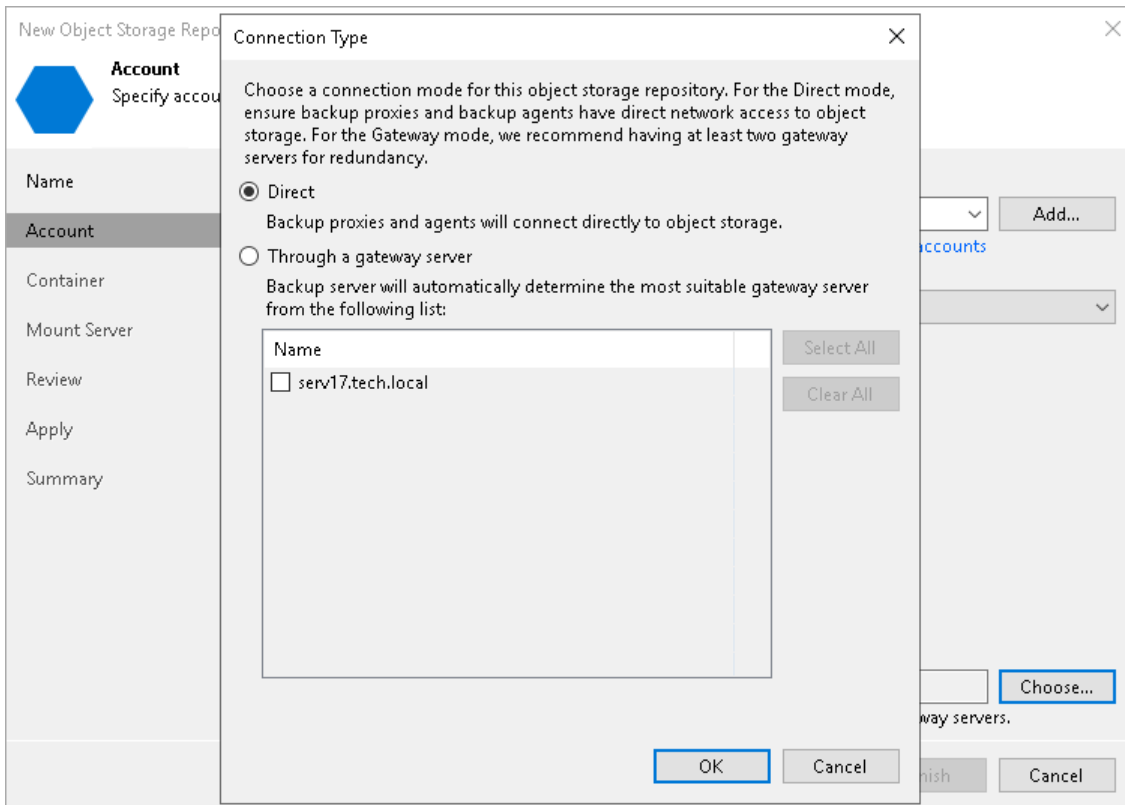 New Object Storage Repo
Account
Specify accou
Name
Account
Container
Mount Server
Review
Apply
Summary
Connection Type
Choose a connection mode for this object storage repository. For the Direct mode,
ensure backup proxies and backup agents have direct network access to object
storage. For the Gateway mode, we recommend having at least two gateway
servers for redundancy.
Direct
Backup proxies and agents will connect directly to object storage.
Through a gateway server
Backup server will automatically determine the most suitable gateway server
from the following list:
Name
serv17.tech.local
Select All
Clear All
OK
Cancel
Add...
accounts
Choose...
way servers.
nish
Cancel